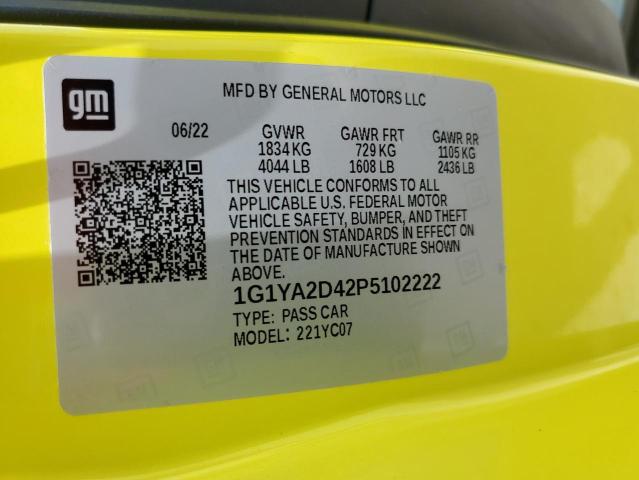 gm
MFD BY GENERAL MOTORS LLC
06/22 GVWR GAWR FRT GAWR RR
1834 KG 729 KG 1105 KG
4044 LB 1608 LB 2436 LB
THIS VEHICLE CONFORMS TO ALL
APPLICABLE U.S. FEDERAL MOTOR
VEHICLE SAFETY, BUMPER, AND THEFT
PREVENTION STANDARDS IN EFFECT ON
THE DATE OF MANUFACTURE SHOWN
ABOVE.
1G1YA2D42P5102222
TYPE: PASS CAR
MODEL: 221YC07